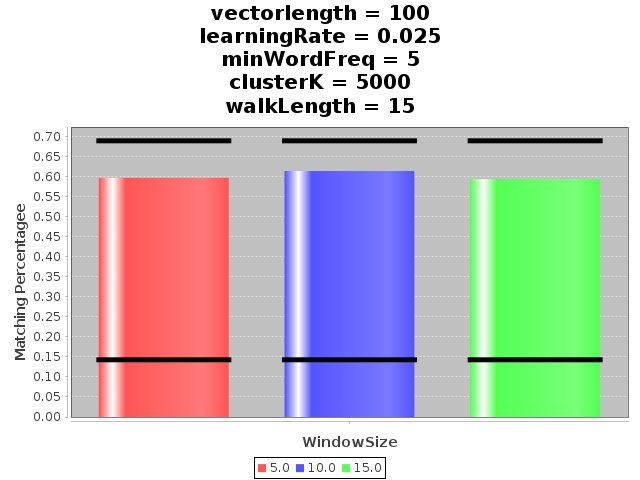 vectorlength = 100
learningRate = 0.025
minWordFreq = 5
clusterK = 5000
walkLength = 15
0.70
0.65
0.60
0.55
0.50
0.45
0.40
0.35
0.30
0.25
0.20
0.15
0.10
0.05
0.00
Matching Percentagee
WindowSize
5.0 10.0 15.0